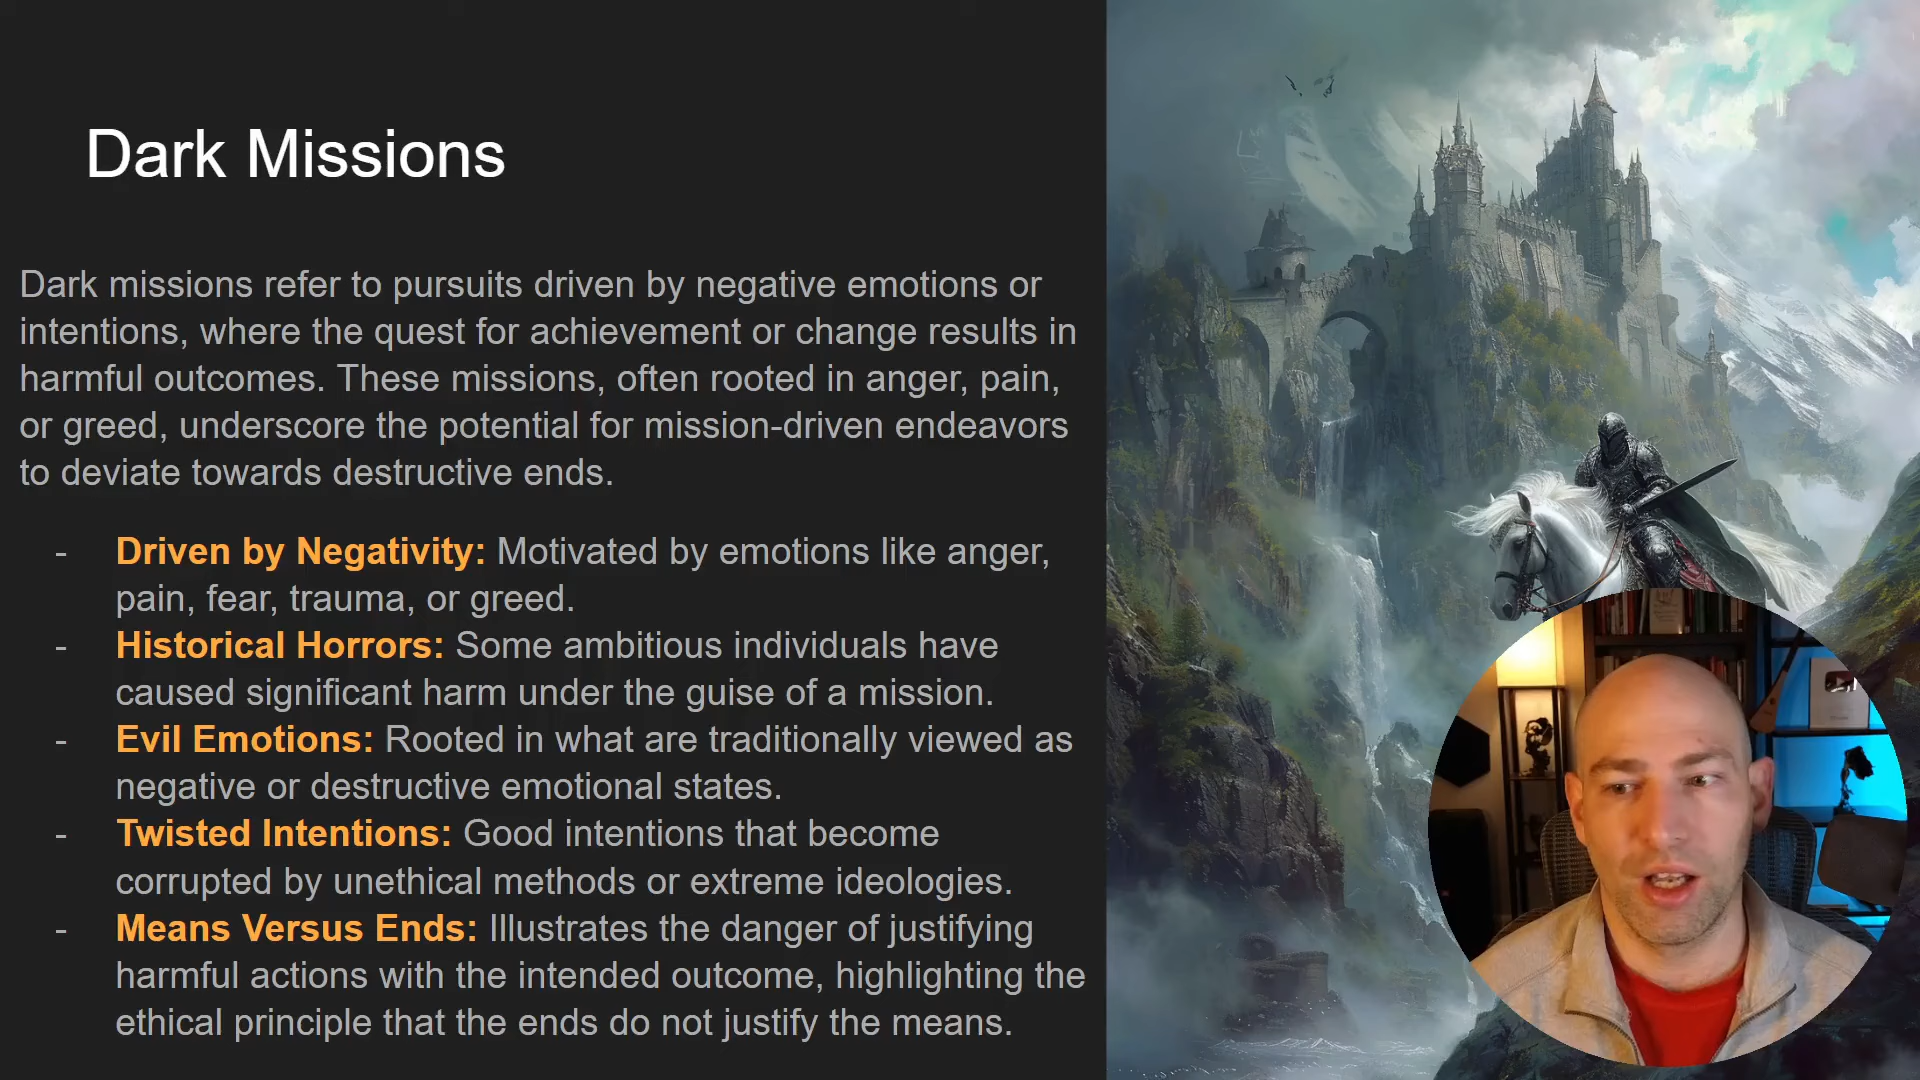 Dark Missions
Dark missions refer to pursuits driven by negative emotions or
intentions, where the quest for achievement or change results in
harmful outcomes. These missions, often rooted in anger, pain,
or greed, underscore the potential for mission-driven endeavors
to deviate towards destructive ends.
- Driven by Negativity: Motivated by emotions like anger,
pain, fear, trauma, or greed.
- Historical Horrors: Some ambitious individuals have
caused significant harm under the guise of a mission.
- Evil Emotions: Rooted in what are traditionally viewed as
negative or destructive emotional states.
- Twisted Intentions: Good intentions that become
corrupted by unethical methods or extreme ideologies.
- Means Versus Ends: Illustrates the danger of justifying
harmful actions with the intended outcome, highlighting the
ethical principle that the ends do not justify the means.